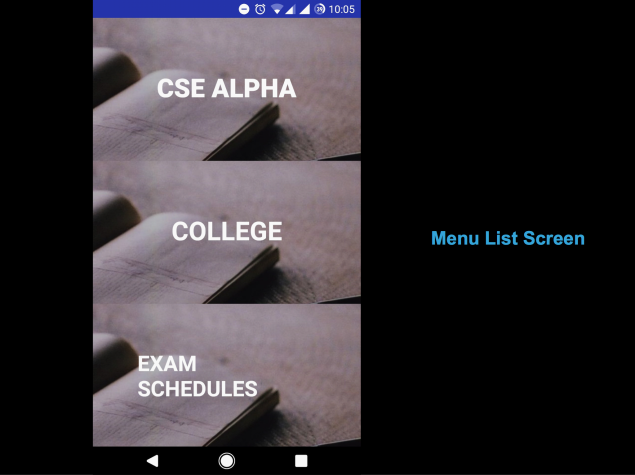 10:05
CSE ALPHA
COLLEGE
EXAM
SCHEDULES
Menu List Screen